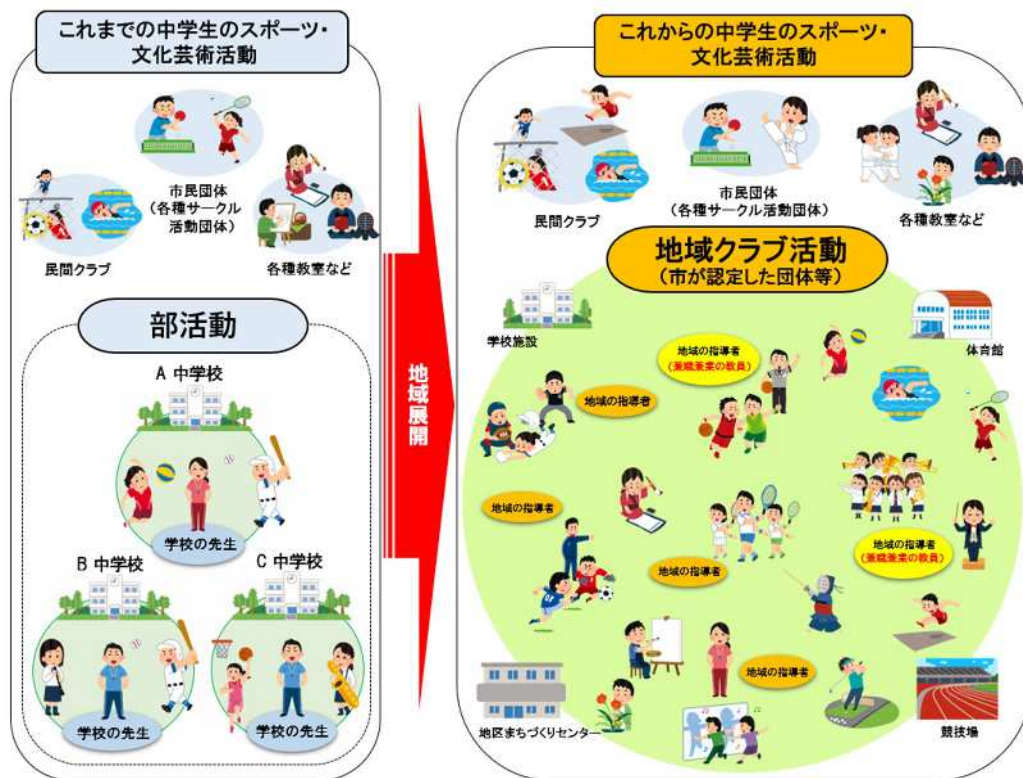 これまでの中学生のスポーツ・
文化芸術活動
市民団体
（各種サークル
活動団体）
民間クラブ
各種教室など
部活動
A 中学校
学校の先生
B 中学校
学校の先生
C 中学校
学校の先生
地域展開
これからの中学生のスポーツ・
文化芸術活動
民間クラブ
市民団体
（各種サークル活動団体）
各種教室など
地域クラブ活動
（市が認定した団体等）
学校施設
体育館
地域の指導者
（兼職兼業の教員）
地域の指導者
地域の指導者
地域の指導者
（兼職兼業の教員）
地域の指導者
地域の指導者
地区まちづくりセンター
競技場